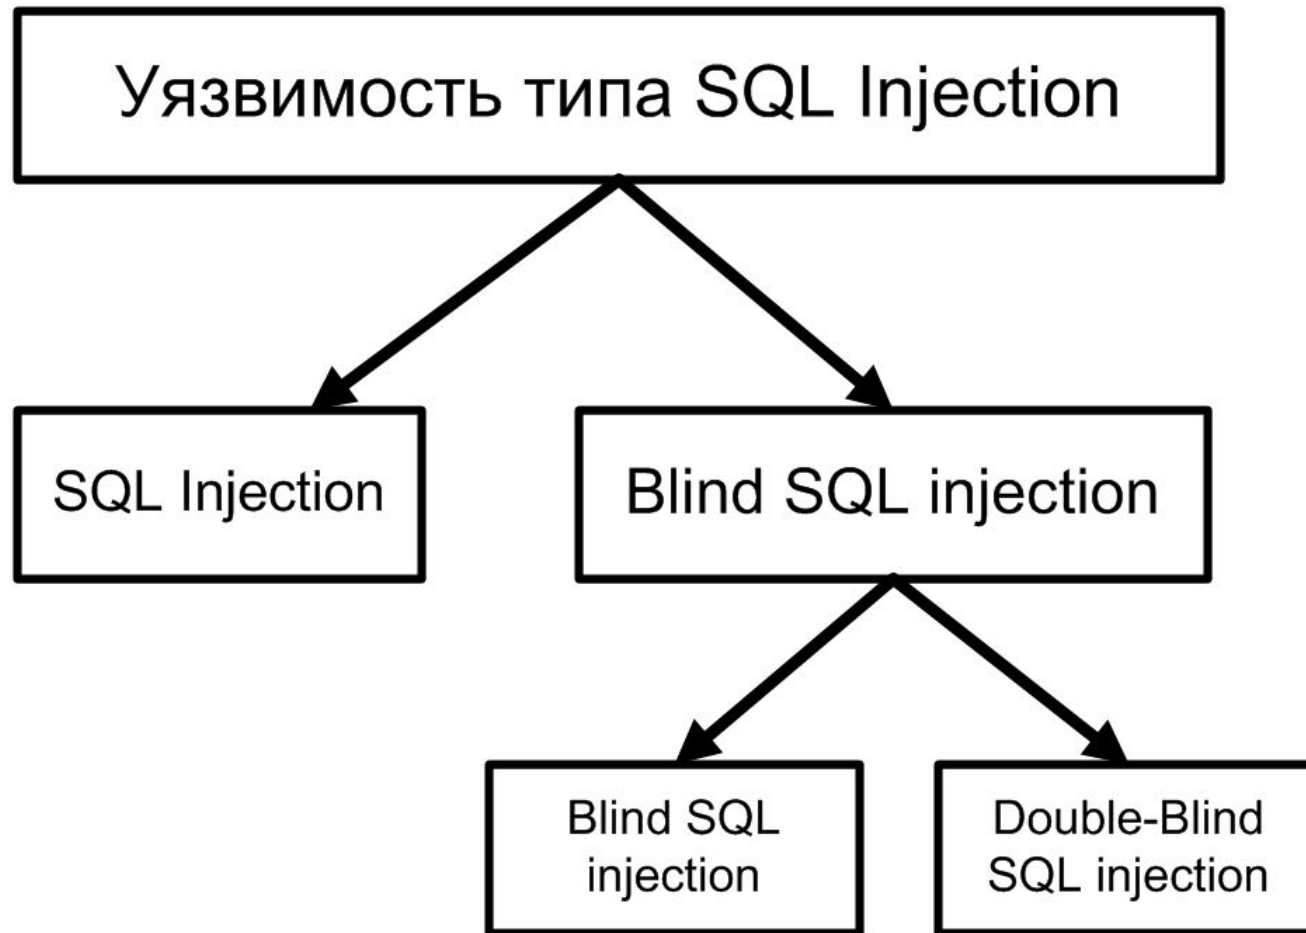 Уязвимость типа SQL Injection
SQL Injection
Blind SQL injection
Blind SQL
injection
Double-Blind
SQL injection